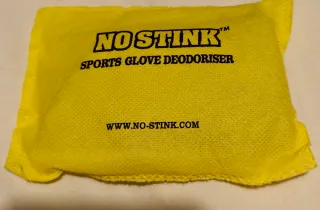 NO STINK™
SPORTS GLOVE DEODORISER
WWW.NO-STINK.COM